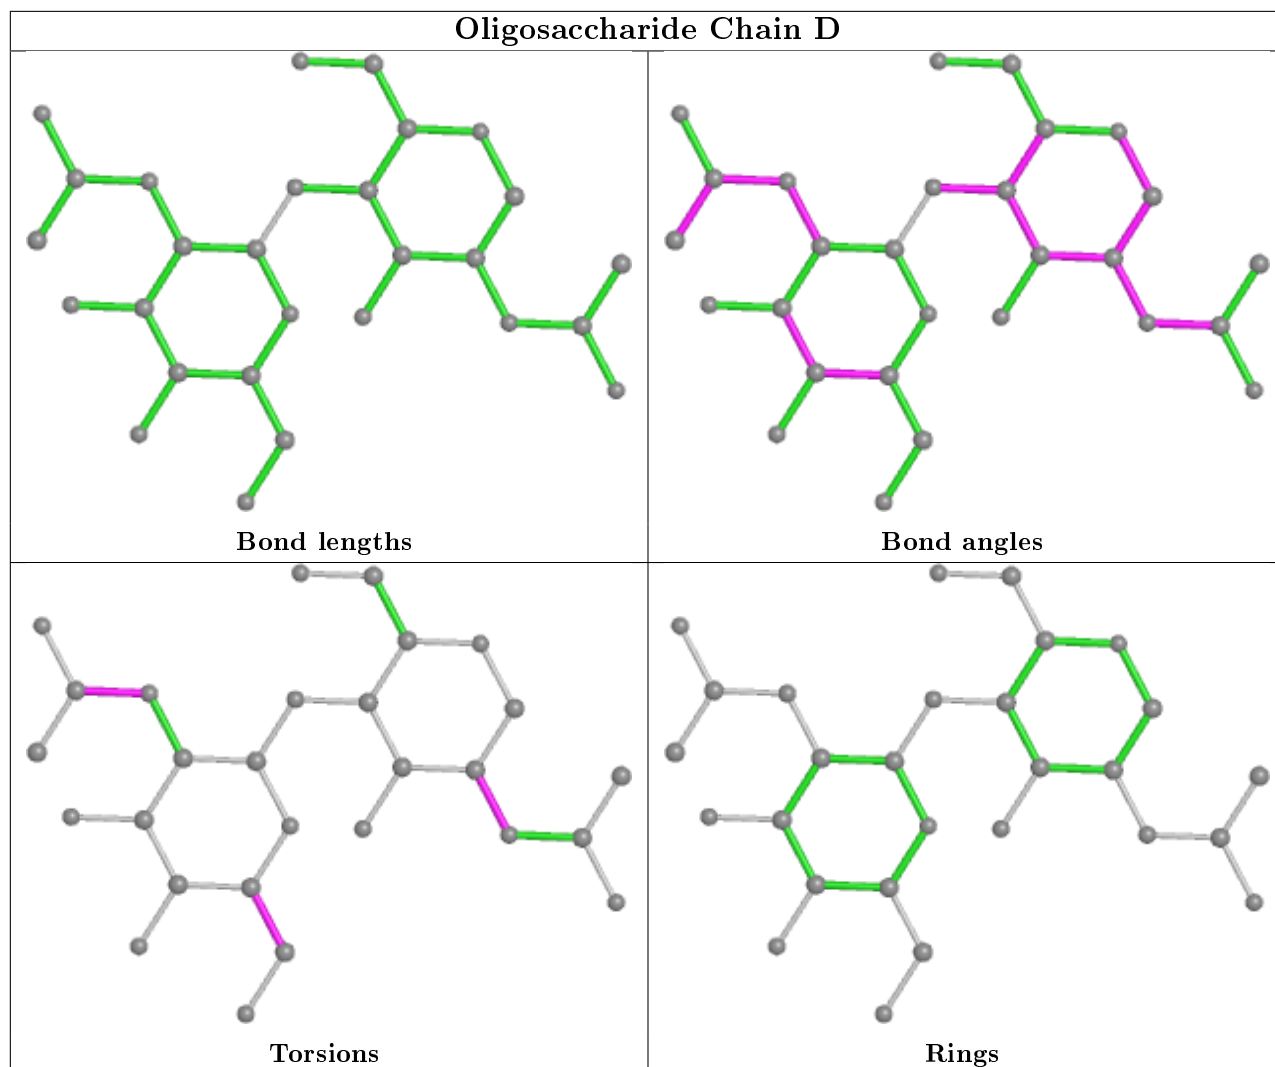 Oligosaccharide Chain D
Bond lengths
Bond angles
Torsions
Rings